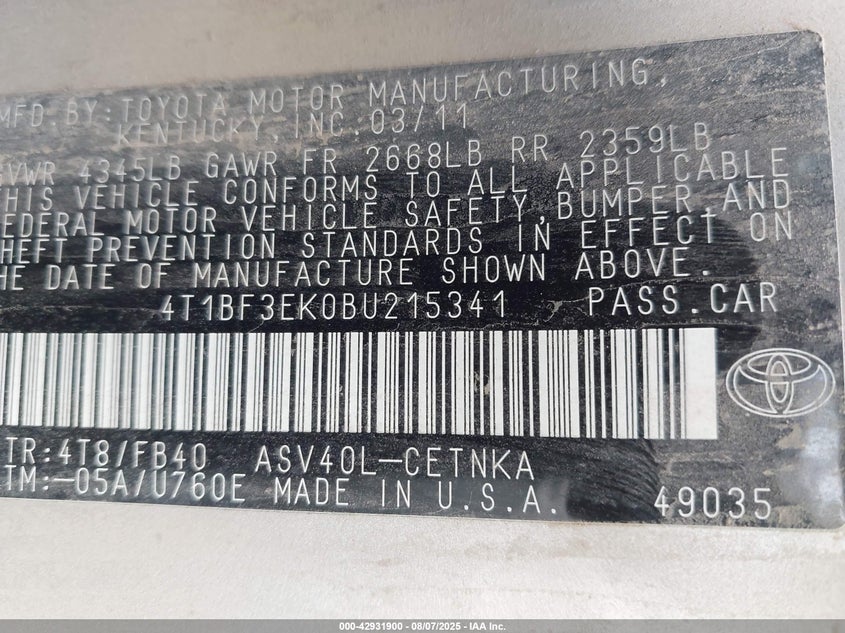 MFD. BY: TOYOTA MOTOR MANUFACTURING,
KENTUCKY, INC. 03/11
GVWR 4345LB GAWR FR 2668LB RR 2359LB
THIS VEHICLE CONFORMS TO ALL APPLICABLE
FEDERAL MOTOR VEHICLE SAFETY, BUMPER AND
THEFT PREVENTION STANDARDS IN EFFECT ON
THE DATE OF MANUFACTURE SHOWN ABOVE.
4T1BF3EK0BU215341 PASS.CAR
TR:4T8/FB40 ASV40L-CETNKA
TM:-05A/U760E MADE IN U.S.A. 49035
000-42931900 - 08/07/2025 - IAA Inc.